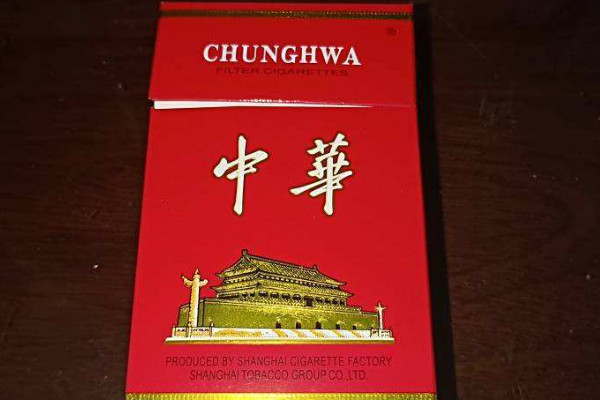 CHUNGHWA
®
FILTER CIGARETTES
中華
PRODUCED BY SHANGHAI CIGARETTE FACTORY
SHANGHAI TOBACCO GROUP CO.,LTD.